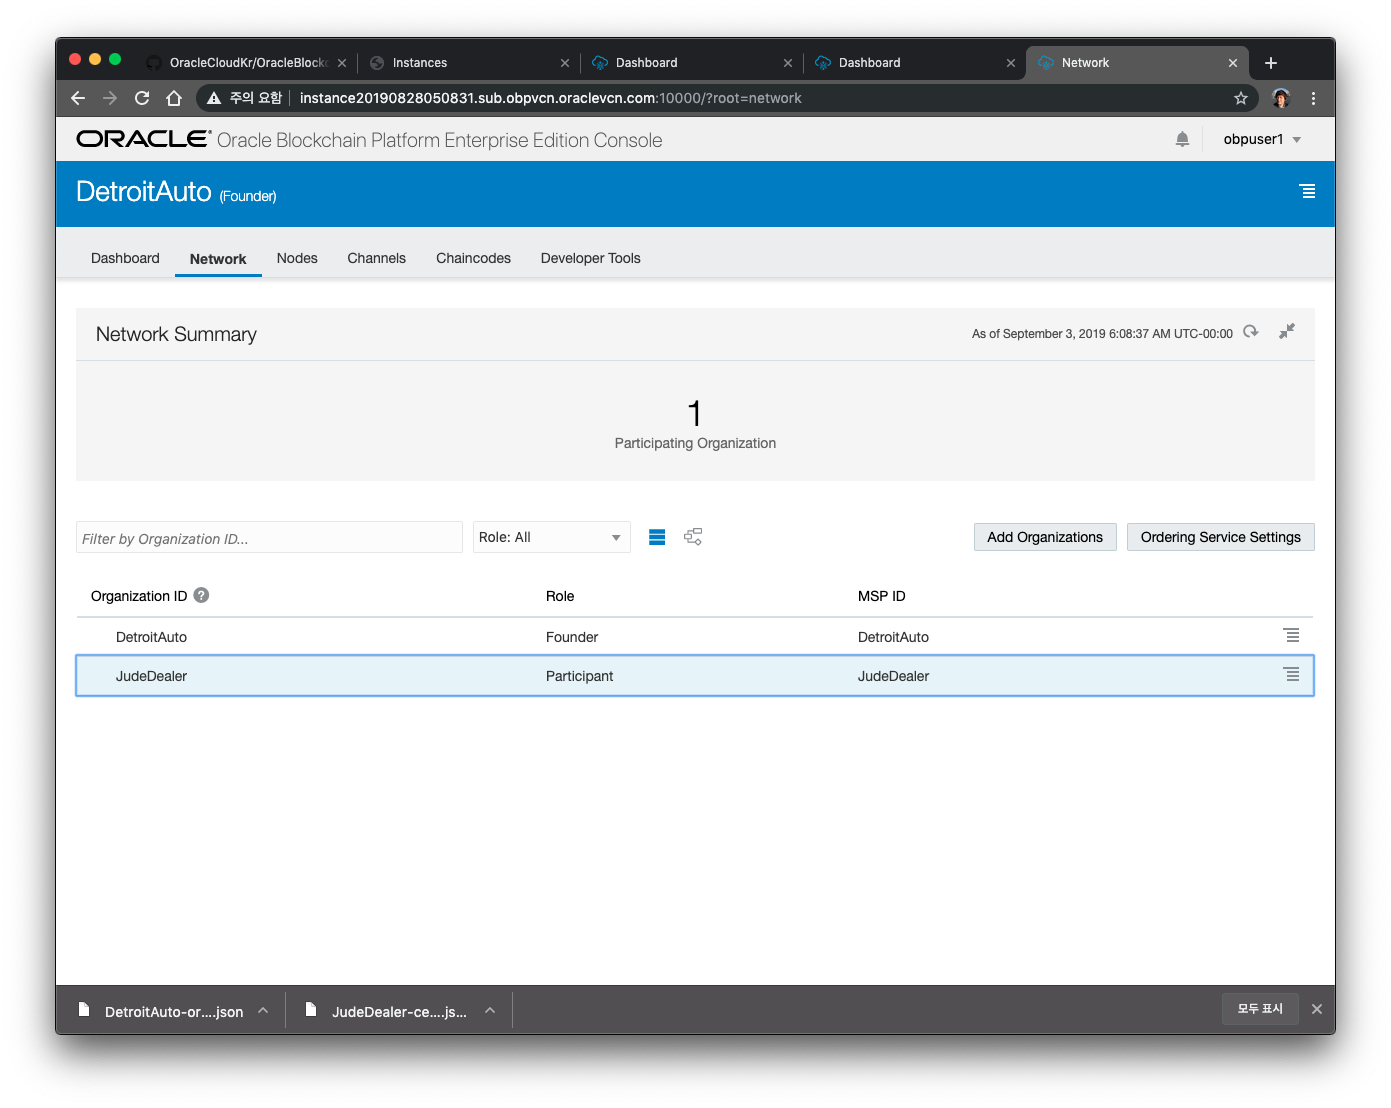 OracleCloudKr/OracleBlock
Instances
Dashboard
Dashboard
Network
주의 요함
instance20190828050831.sub.obpvcn.oraclevcn.com:10000/?root=network
ORACLE Oracle Blockchain Platform Enterprise Edition Console
obpuser1
DetroitAuto (Founder)
Dashboard
Network
Nodes
Channels
Chaincodes
Developer Tools
Network Summary
As of September 3, 2019 6:08:37 AM UTC-00:00
1
Participating Organization
Filter by Organization ID...
Role: All
Add Organizations
Ordering Service Settings
Organization ID ?
Role
MSP ID
DetroitAuto
Founder
DetroitAuto
JudeDealer
Participant
JudeDealer
DetroitAuto-or....json
JudeDealer-ce....js...
모두 표시